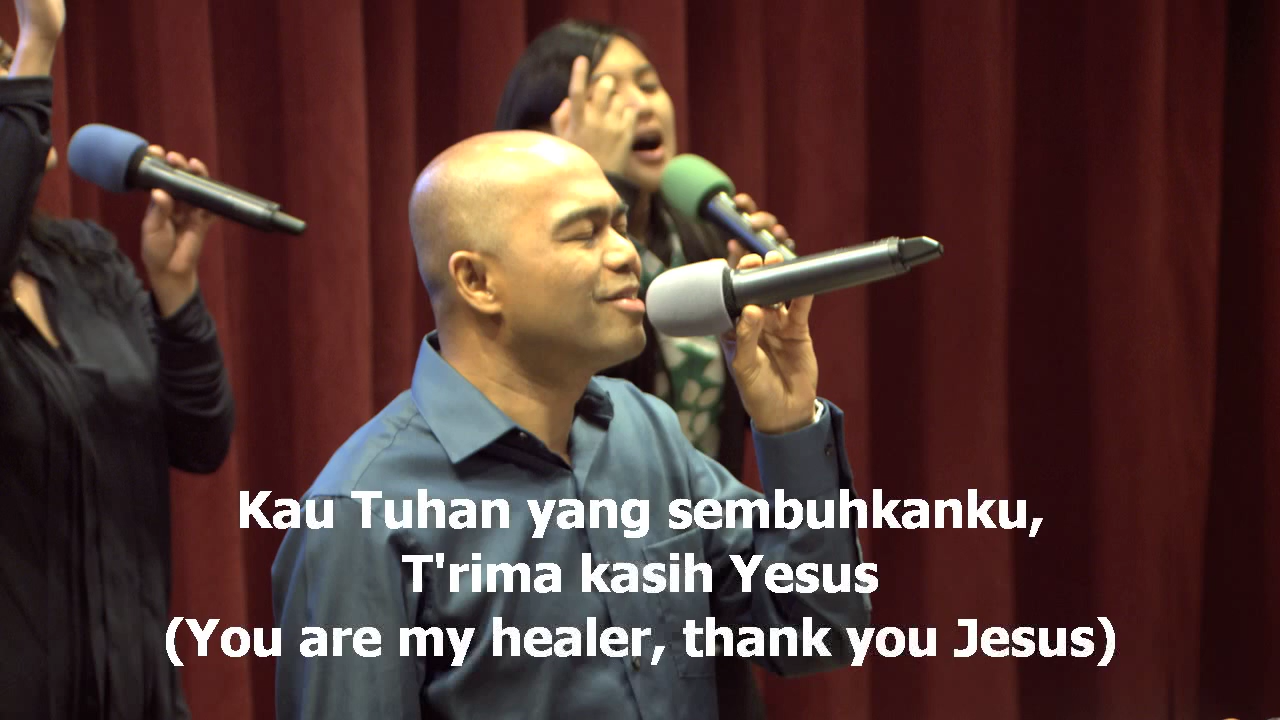 Kau Tuhan yang sembuhkanku,
T'rima kasih Yesus
(You are my healer, thank you Jesus)